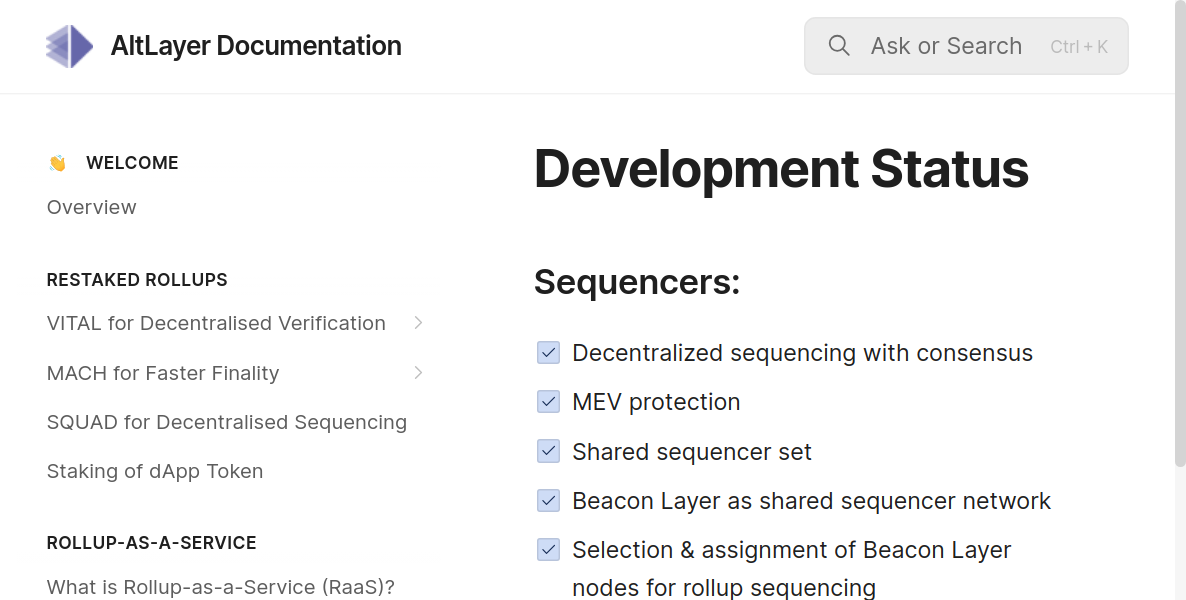 AltLayer Documentation
Ask or Search Ctrl + K
WELCOME
Overview
RESTAKED ROLLUPS
VITAL for Decentralised Verification
MACH for Faster Finality
SQUAD for Decentralised Sequencing
Staking of dApp Token
ROLLUP-AS-A-SERVICE
What is Rollup-as-a-Service (RaaS)?
Development Status
Sequencers:
Decentralized sequencing with consensus
MEV protection
Shared sequencer set
Beacon Layer as shared sequencer network
Selection & assignment of Beacon Layer
nodes for rollup sequencing